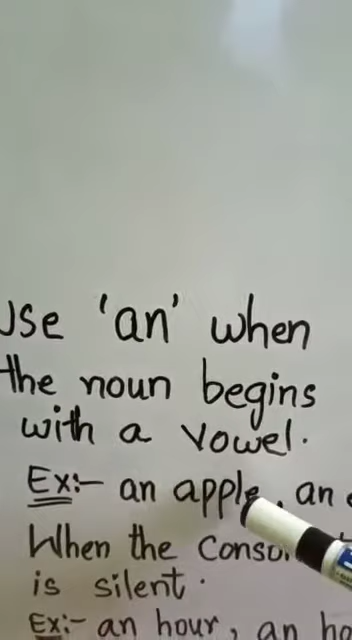 Use 'an' when
the noun begins
with a vowel.
Ex:- an apple, an
When the
is silent.
Ex:- an hour, an